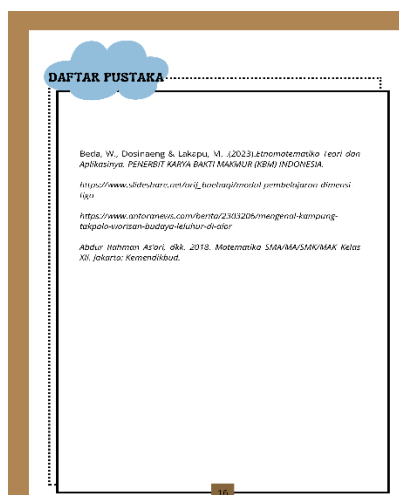 DAFTAR PUSTAKA
Beda, W., Dosinaeng & Lakapu, M. .(2023).Etnomatematika Teori dan
Aplikasinya. PENERBIT KARYA BAKTI MAKMUR (KBM) INDONESIA.
https://www.slideshare.net/arif_baehaqi/modul-pembelajaran-dimensi
tiga
https://www.antaranews.com/berita/2303206/mengenal-kampung-
takpala-warisan-budaya-leluhur-di-alor
Abdur Rahman As'ari, dkk. 2018. Matematika SMA/MA/SMK/MAK Kelas
XII. Jakarta: Kemendikbud.
16